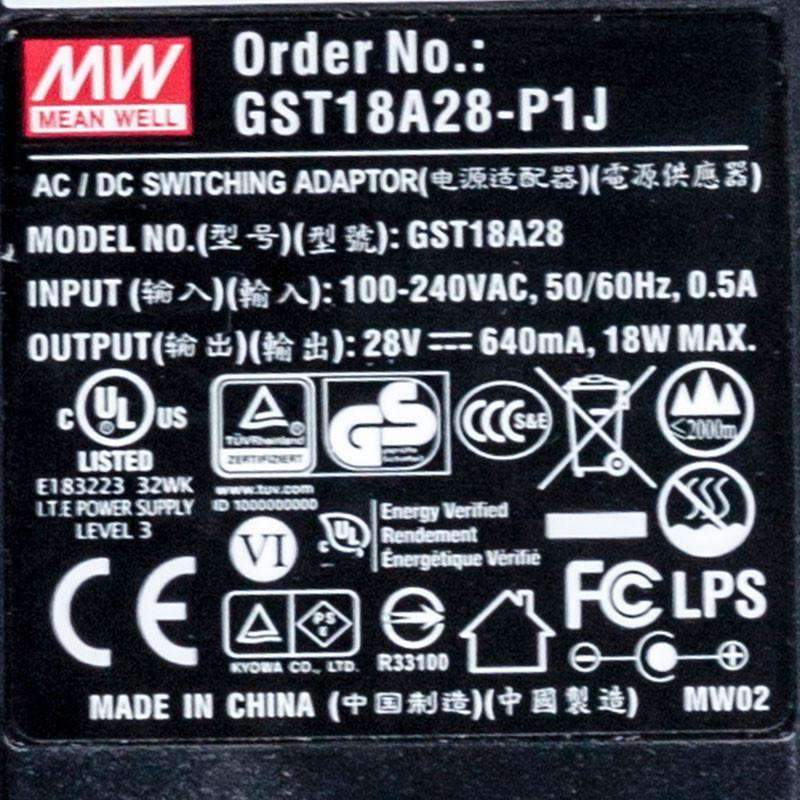 MW
MEAN WELL
Order No.:
GST18A28-P1J
AC / DC SWITCHING ADAPTOR(电源适配器)(電源供應器)
MODEL NO.(型号)(型號): GST18A28
INPUT (输入)(輸入): 100-240VAC, 50/60Hz, 0.5A
OUTPUT(输出)(輸出): 28V ⎓ 640mA, 18W MAX.
C UL US
LISTED
E183223 32WK
I.T.E POWER SUPPLY
LEVEL 3
TÜVRheinland
ZERTIFIZIERT
GS
geprüfte
Sicherheit
www.tuv.com
ID 1000000000
CCC S&E
≤2000m
VI
c UL
Energy Verified
Rendement
Énergétique Vérifié
CE
PS
E
KYOWA CO., LTD.
R33100
FC LPS
MADE IN CHINA (中国制造)(中國製造) MW02